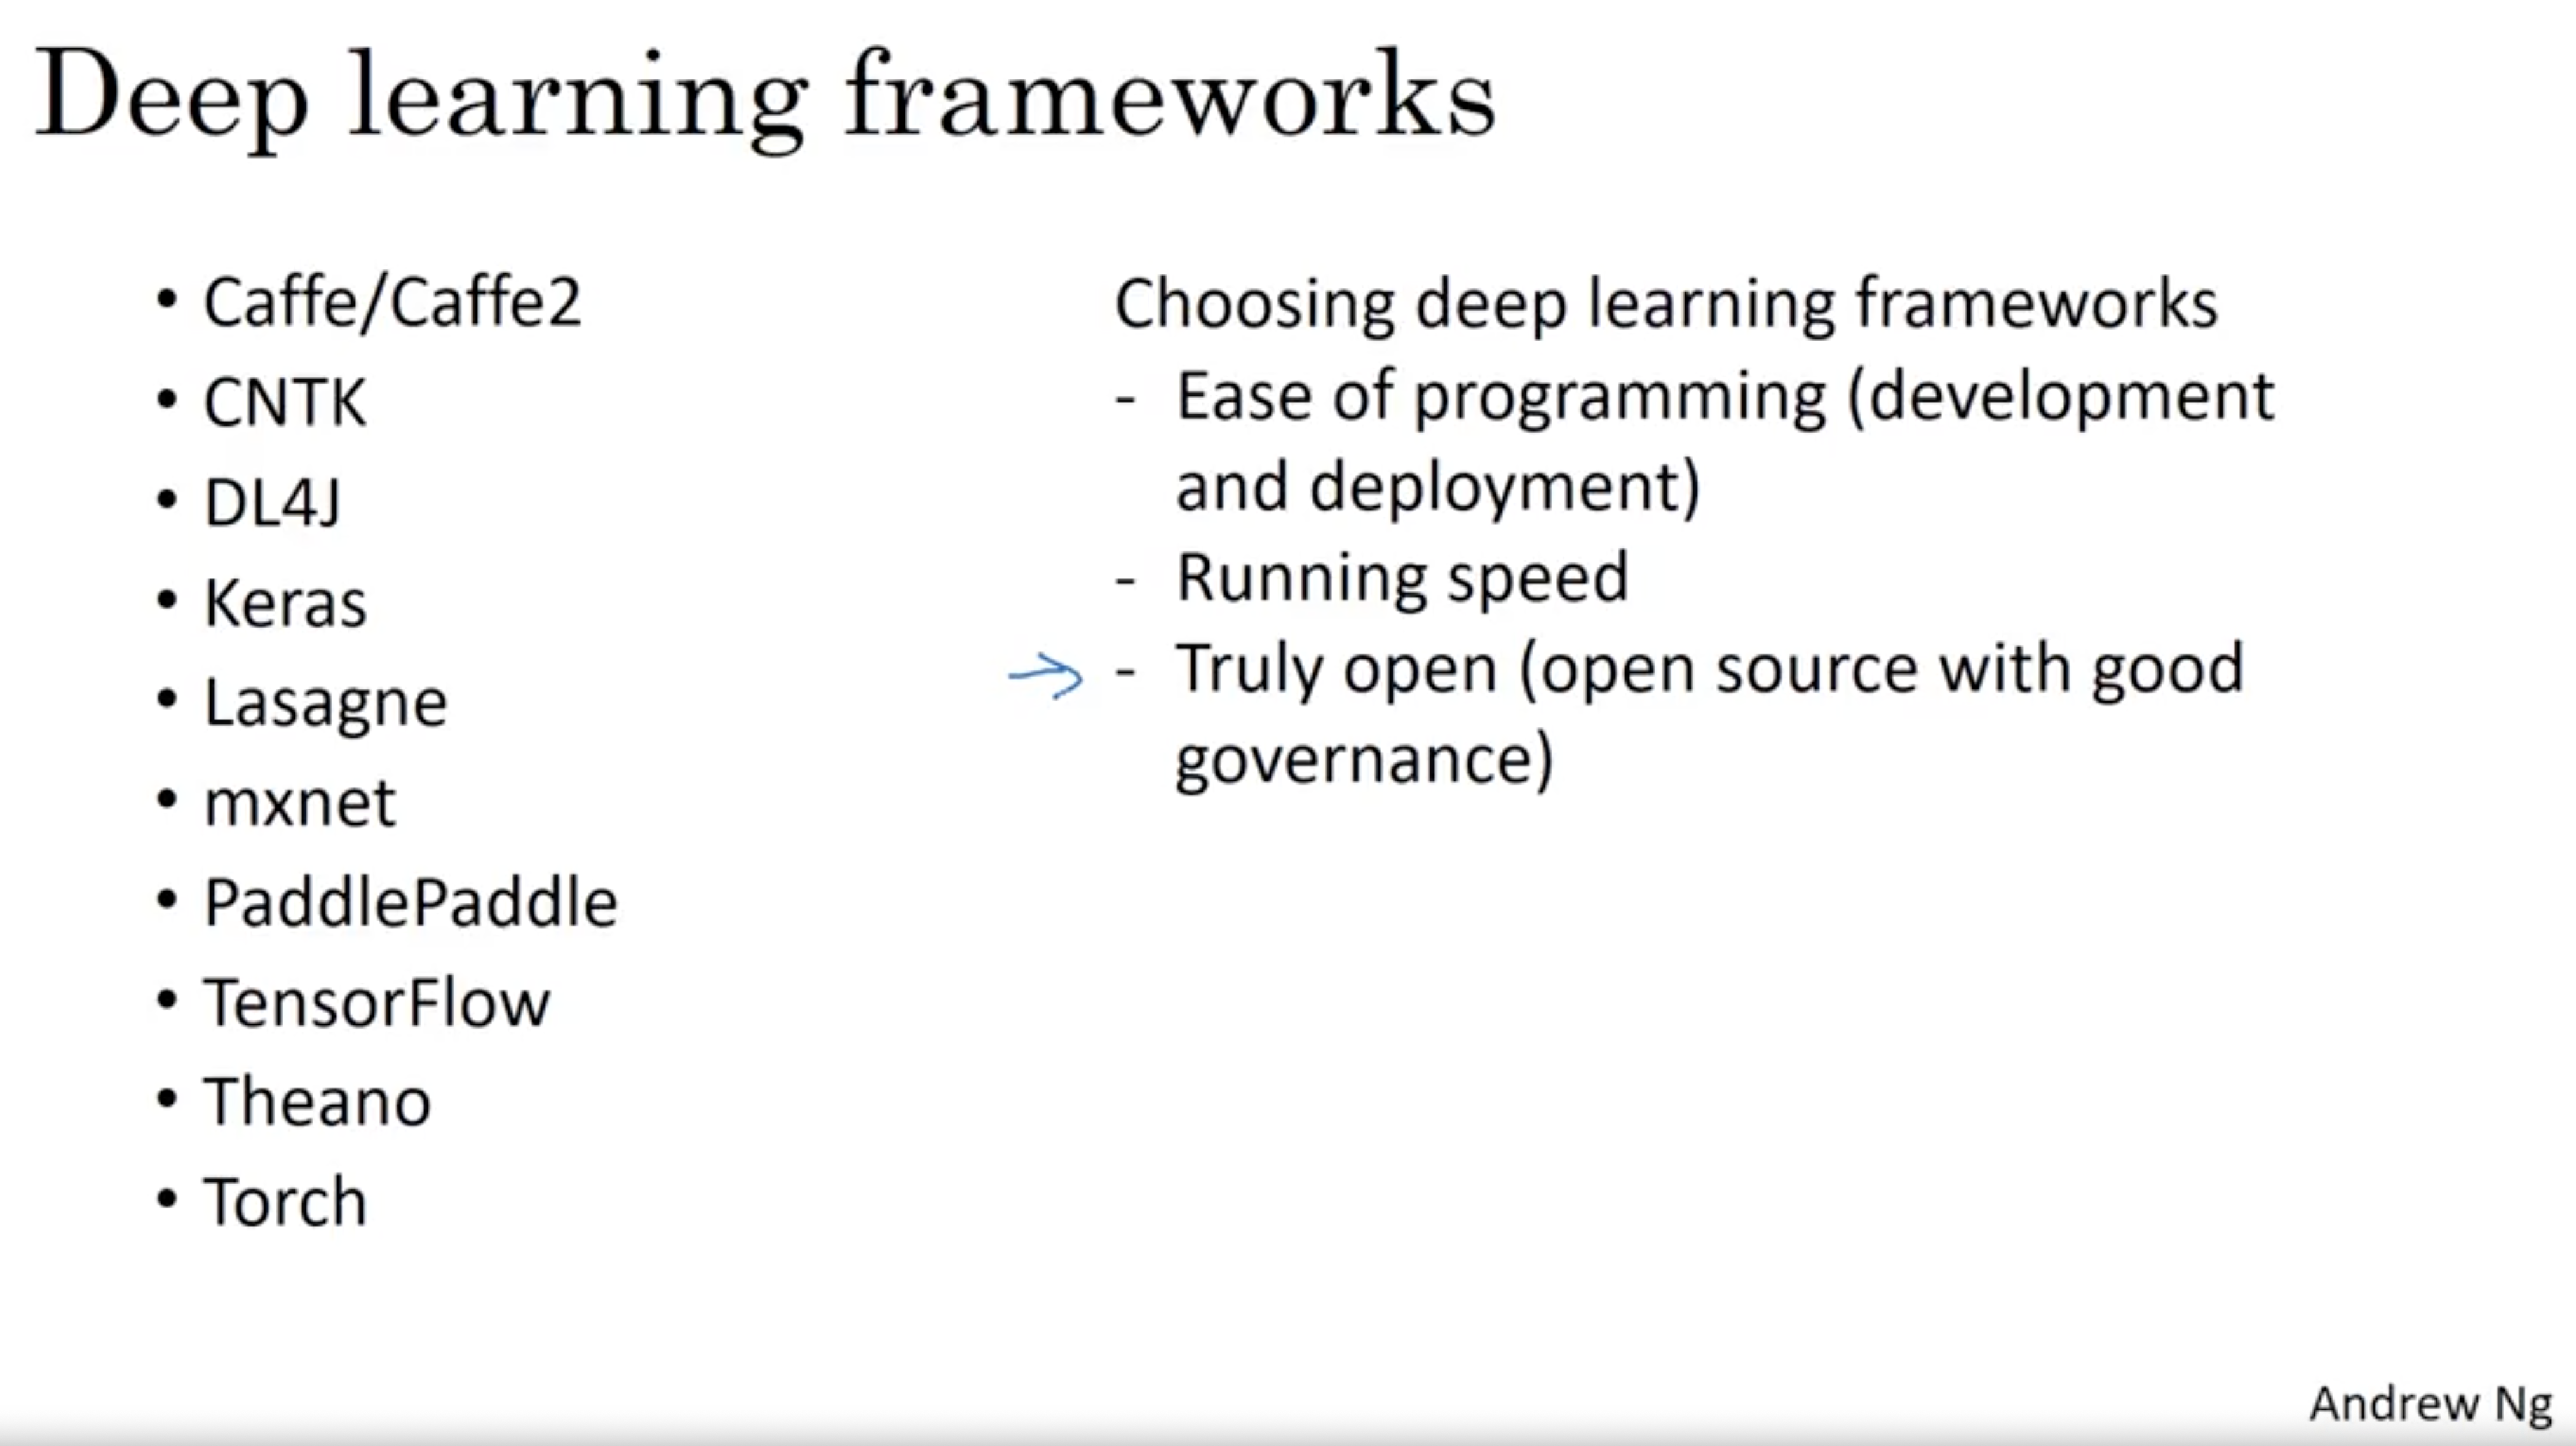 Deep learning frameworks
• Caffe/Caffe2
• CNTK
• DL4J
• Keras
• Lasagne
• mxnet
• PaddlePaddle
• TensorFlow
• Theano
• Torch
Choosing deep learning frameworks
- Ease of programming (development
and deployment)
- Running speed
- Truly open (open source with good
governance)
Andrew Ng